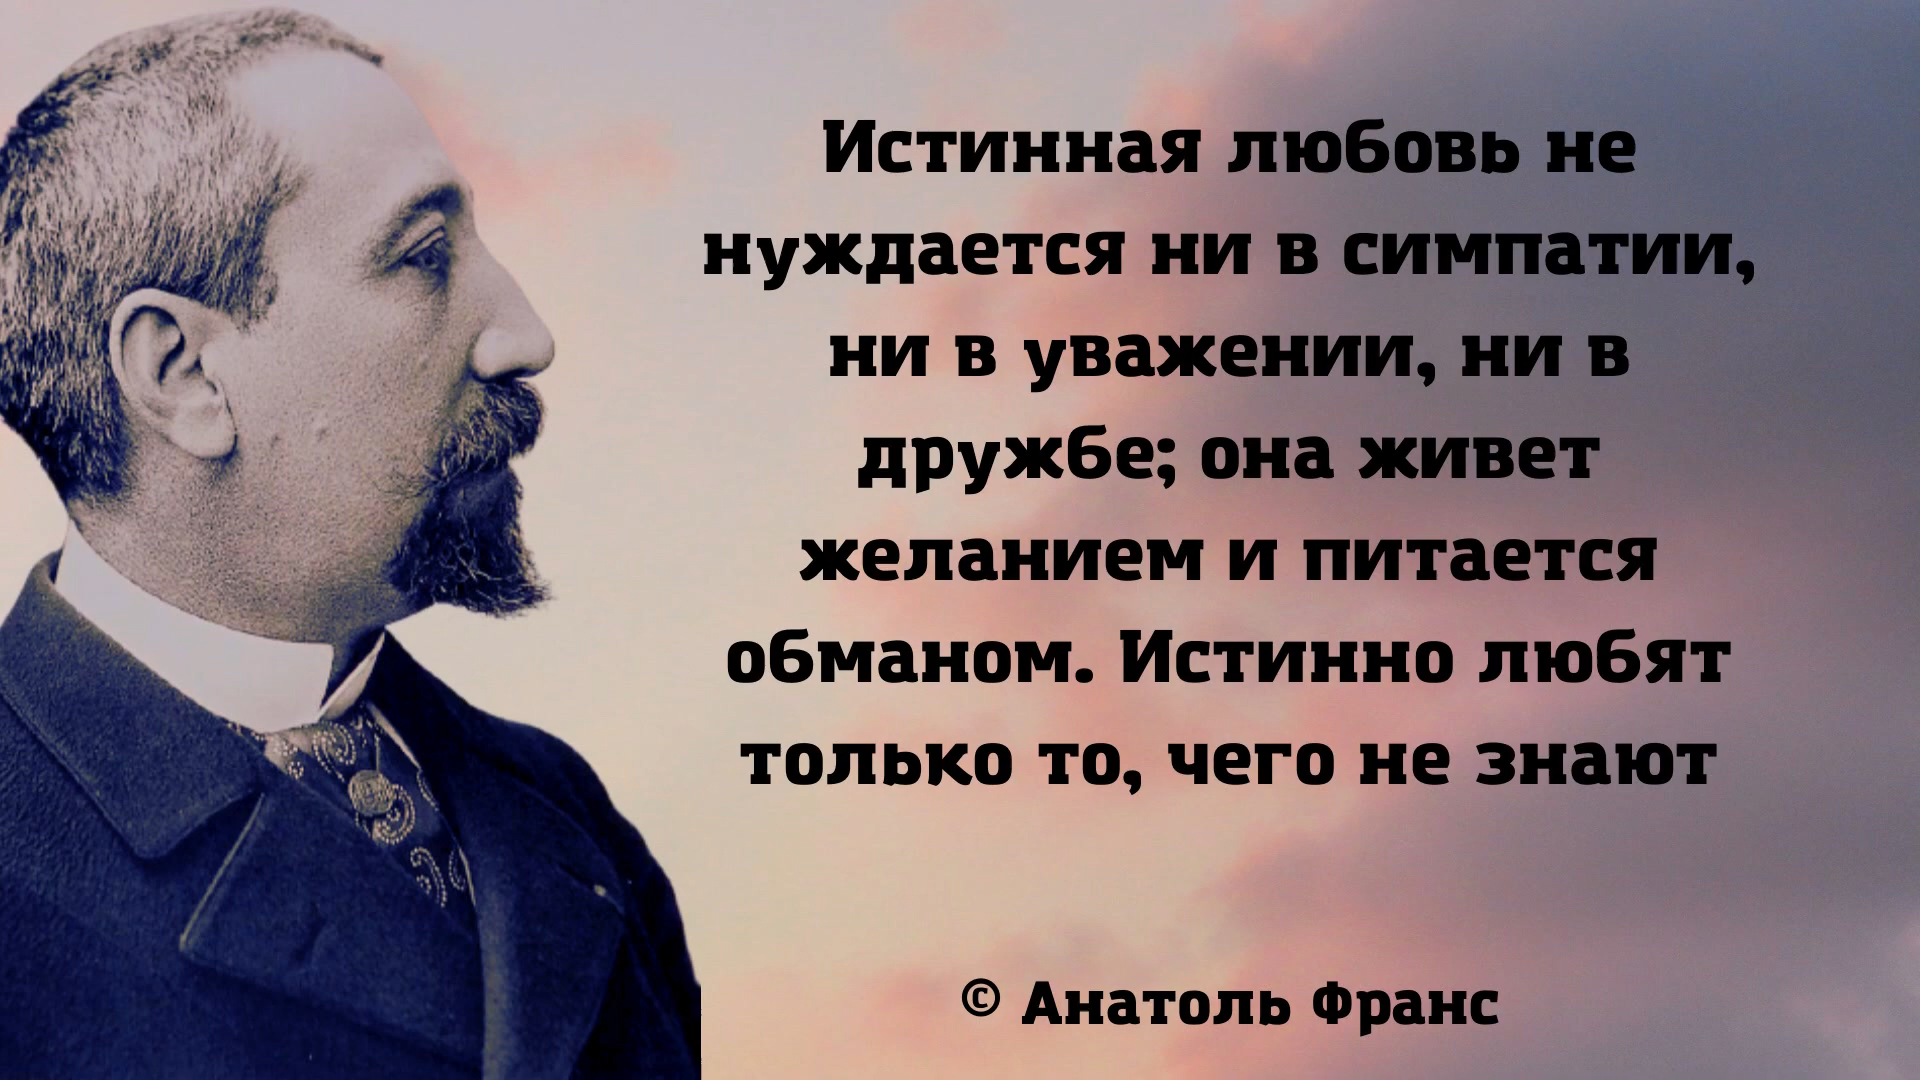 Истинная любовь не
нуждается ни в симпатии,
ни в уважении, ни в
дружбе; она живет
желанием и питается
обманом. Истинно любят
только то, чего не знают
© Анатоль Франс